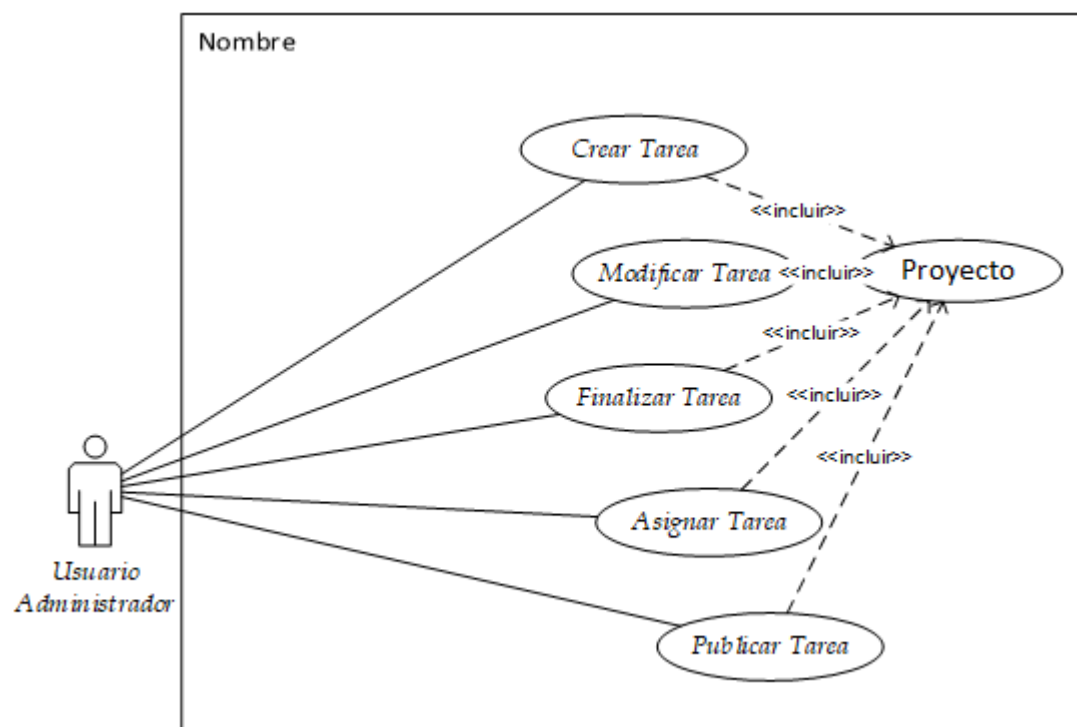 Nombre
Crear Tarea
<<incluir>>
Modificar Tarea
<<incluir>>
Proyecto
<<incluir>>
Finalizar Tarea
<<incluir>>
<<incluir>>
Asignar Tarea
Usuario
Administrador
Publicar Tarea